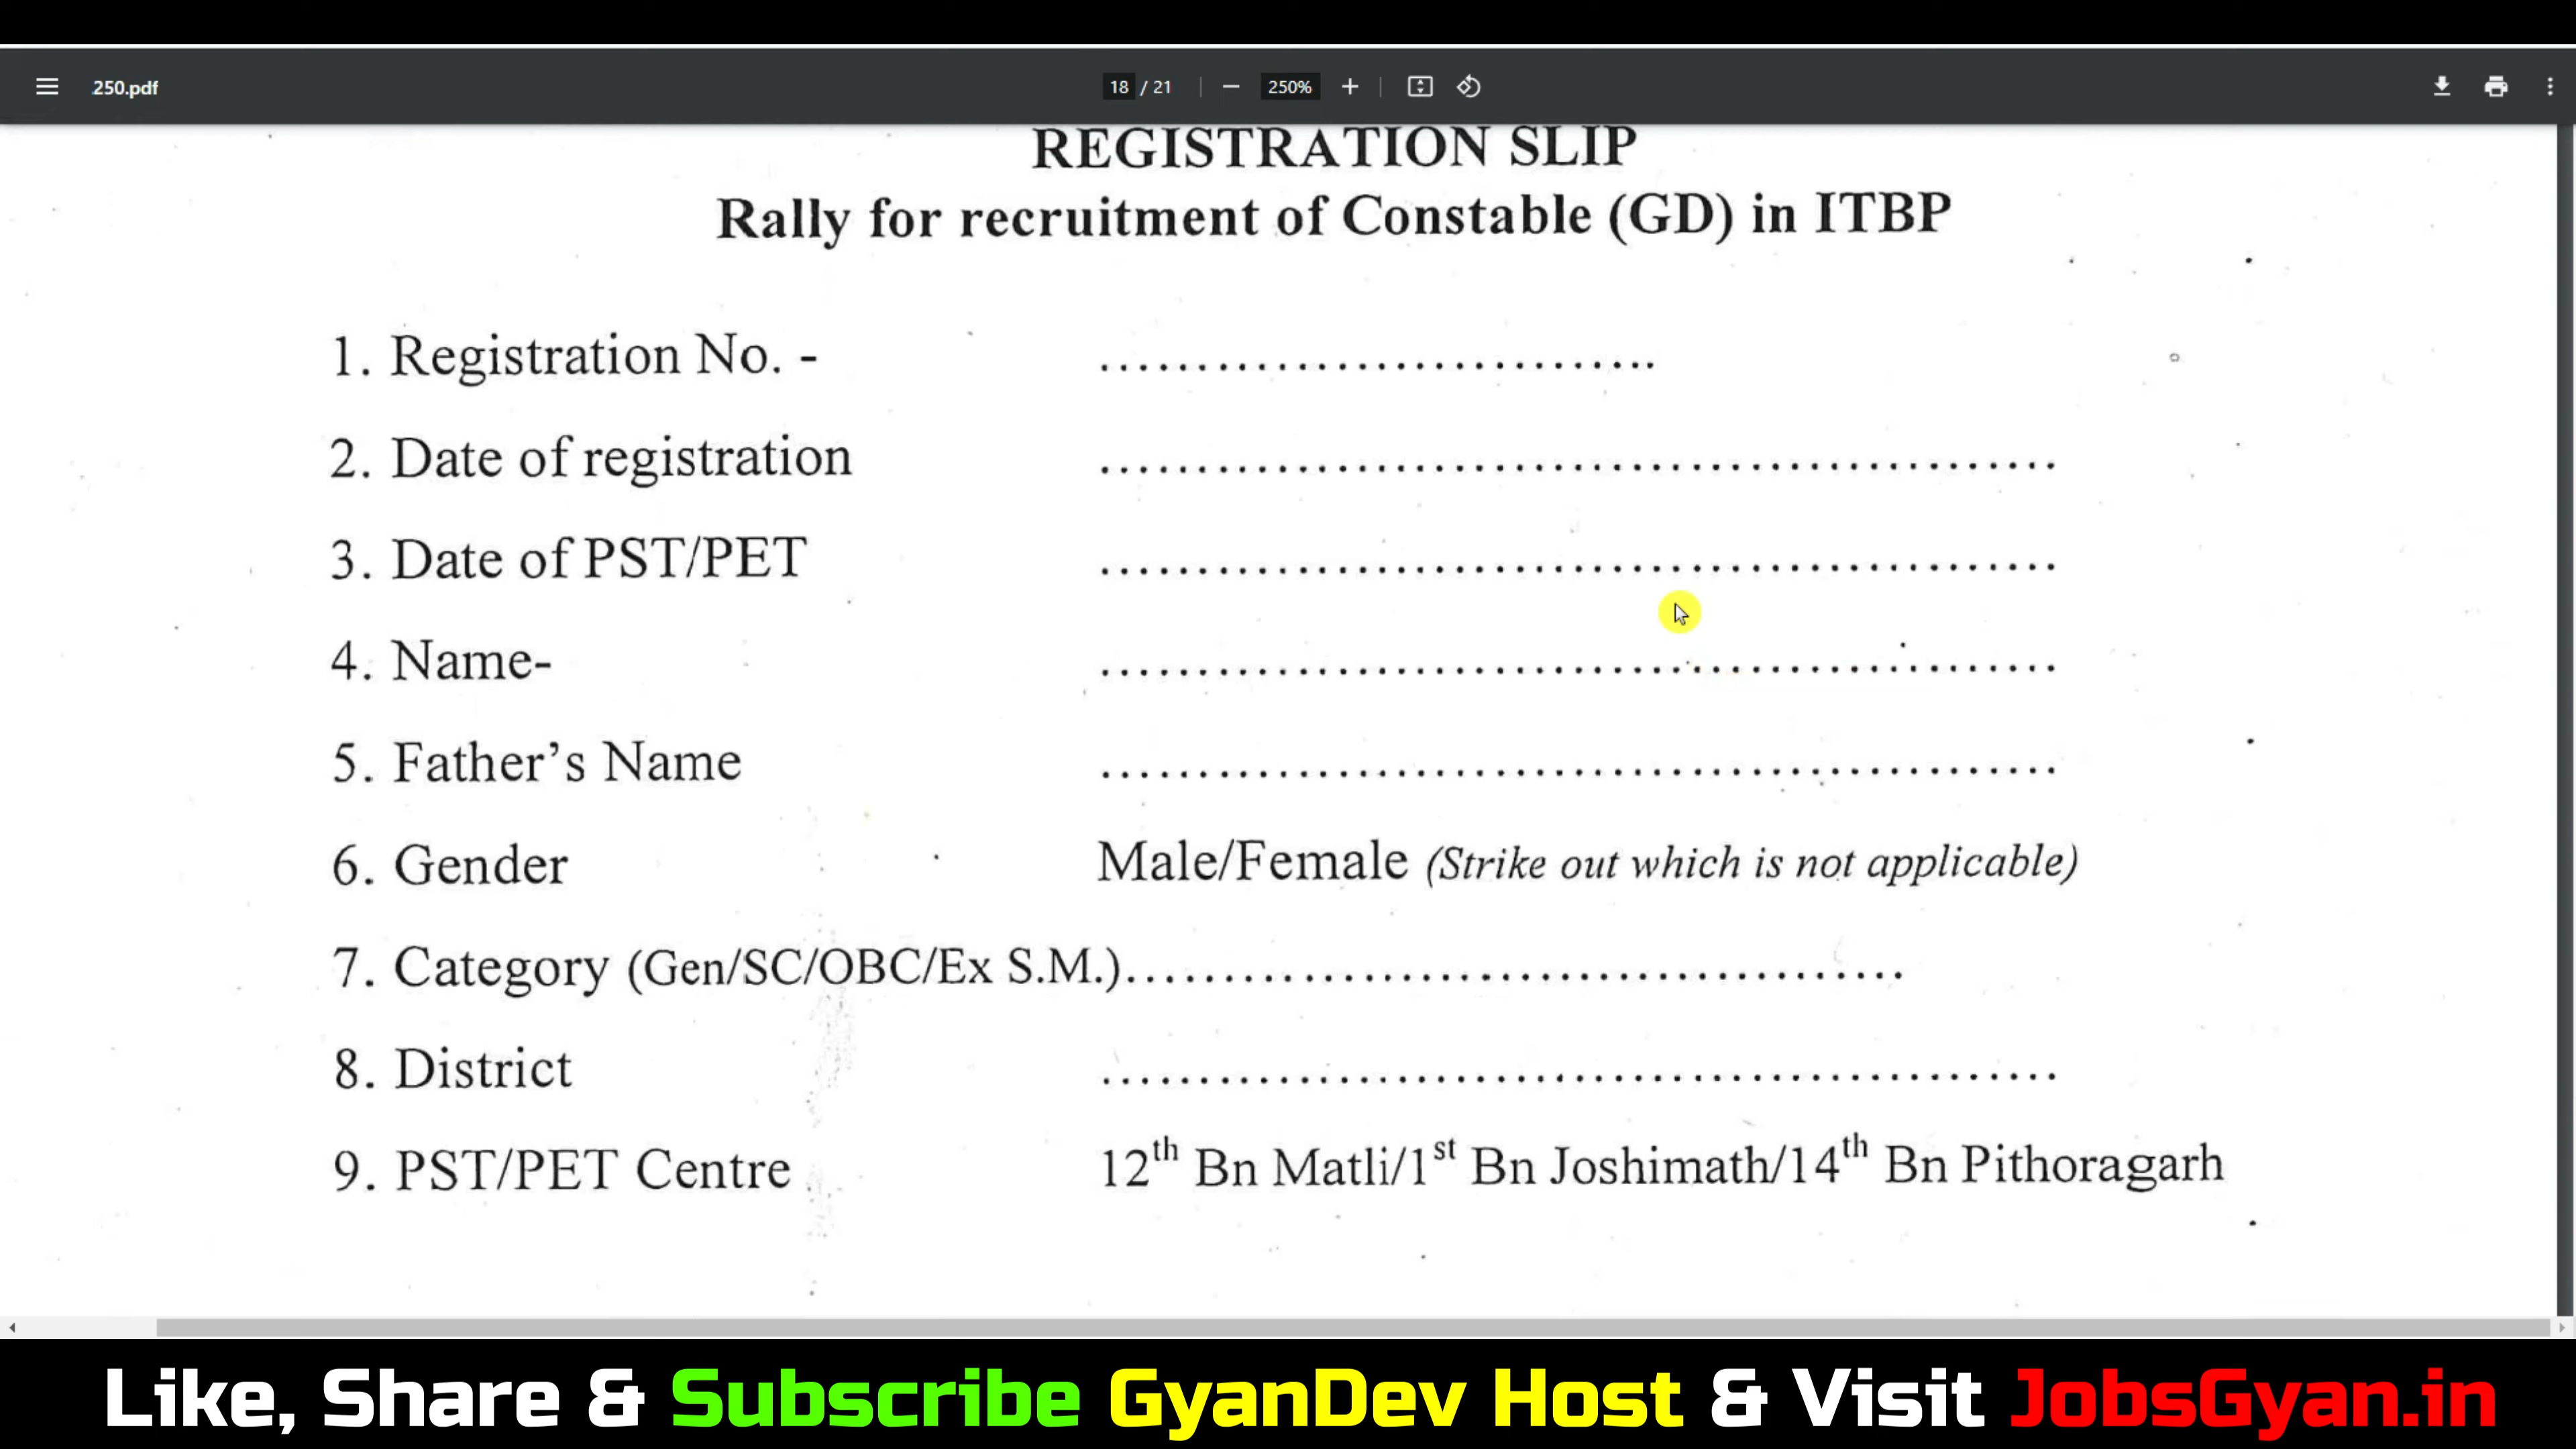 250.pdf
18 / 21
250%
REGISTRATION SLIP
Rally for recruitment of Constable (GD) in ITBP
1. Registration No. - ............................
2. Date of registration ................................................
3. Date of PST/PET ................................................
4. Name- ................................................
5. Father's Name ................................................
6. Gender Male/Female (Strike out which is not applicable)
7. Category (Gen/SC/OBC/Ex S.M.).......................................
8. District ................................................
9. PST/PET Centre 12th Bn Matli/1st Bn Joshimath/14th Bn Pithoragarh
Like, Share & Subscribe GyanDev Host & Visit JobsGyan.in